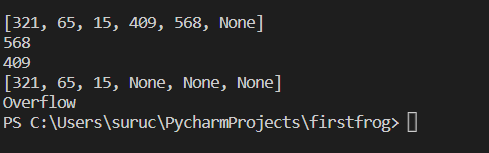 [321, 65, 15, 409, 568, None]
568
409
[321, 65, 15, None, None, None]
Overflow
PS C:\Users\suruc\PycharmProjects\firstfrog>